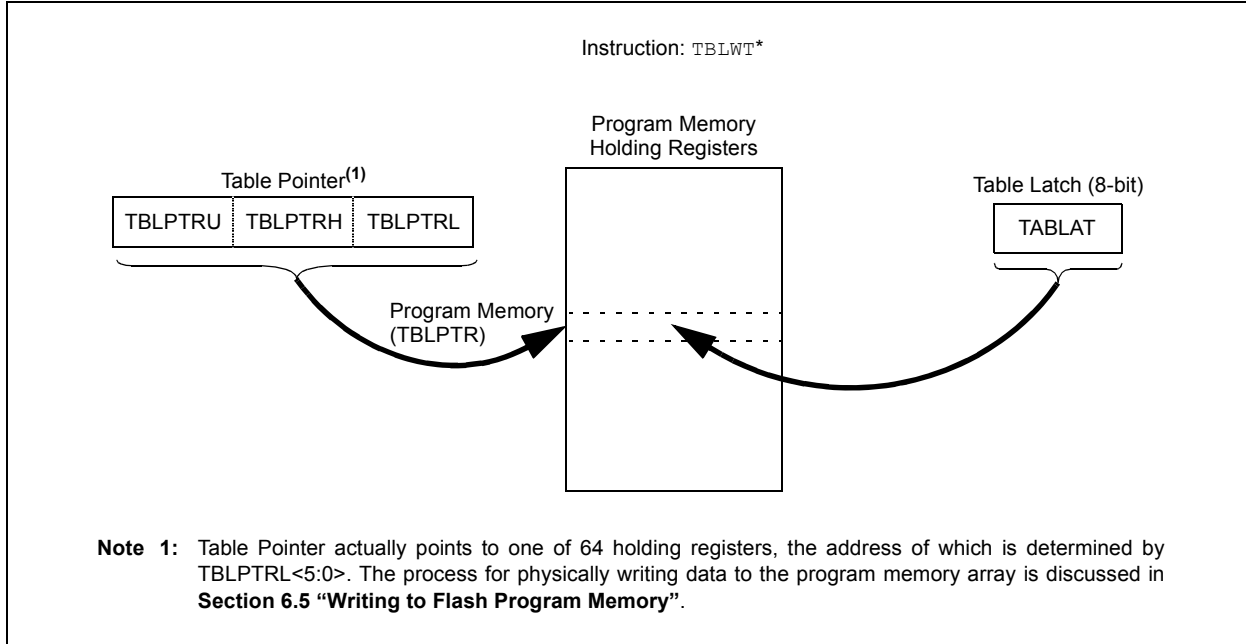 Instruction: TBLWT*
Program Memory
Holding Registers
Table Pointer(1)
Table Latch (8-bit)
TBLPTRU TBLPTRH TBLPTRL
TABLAT
Program Memory
(TBLPTR)
Note 1: Table Pointer actually points to one of 64 holding registers, the address of which is determined by
TBLPTRL<5:0>. The process for physically writing data to the program memory array is discussed in
Section 6.5 “Writing to Flash Program Memory”.